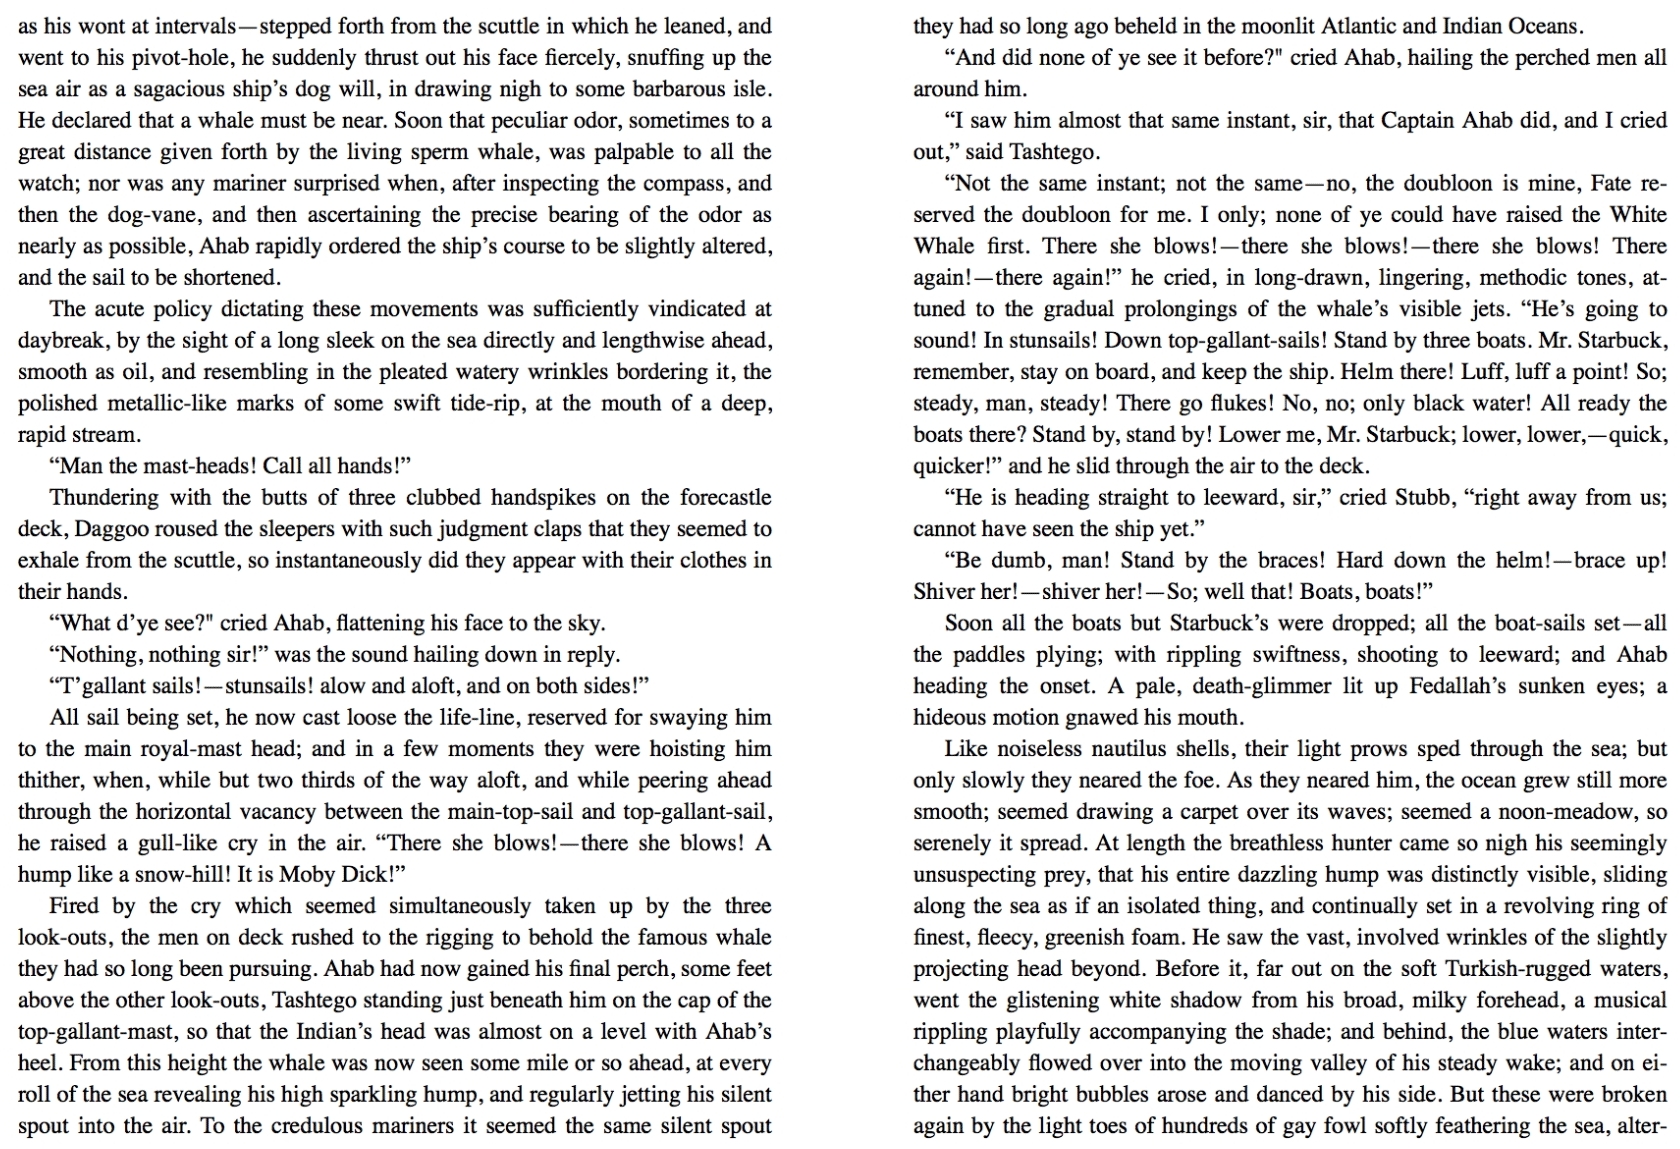 as his wont at intervals—stepped forth from the scuttle in which he leaned, and
went to his pivot-hole, he suddenly thrust out his face fiercely, snuffing up the
sea air as a sagacious ship’s dog will, in drawing nigh to some barbarous isle.
He declared that a whale must be near. Soon that peculiar odor, sometimes to a
great distance given forth by the living sperm whale, was palpable to all the
watch; nor was any mariner surprised when, after inspecting the compass, and
then the dog-vane, and then ascertaining the precise bearing of the odor as
nearly as possible, Ahab rapidly ordered the ship’s course to be slightly altered,
and the sail to be shortened.
The acute policy dictating these movements was sufficiently vindicated at
daybreak, by the sight of a long sleek on the sea directly and lengthwise ahead,
smooth as oil, and resembling in the pleated watery wrinkles bordering it, the
polished metallic-like marks of some swift tide-rip, at the mouth of a deep,
rapid stream.
“Man the mast-heads! Call all hands!”
Thundering with the butts of three clubbed handspikes on the forecastle
deck, Daggoo roused the sleepers with such judgment claps that they seemed to
exhale from the scuttle, so instantaneously did they appear with their clothes in
their hands.
“What d’ye see?" cried Ahab, flattening his face to the sky.
“Nothing, nothing sir!” was the sound hailing down in reply.
“T’gallant sails!—stunsails! alow and aloft, and on both sides!”
All sail being set, he now cast loose the life-line, reserved for swaying him
to the main royal-mast head; and in a few moments they were hoisting him
thither, when, while but two thirds of the way aloft, and while peering ahead
through the horizontal vacancy between the main-top-sail and top-gallant-sail,
he raised a gull-like cry in the air. “There she blows!—there she blows! A
hump like a snow-hill! It is Moby Dick!”
Fired by the cry which seemed simultaneously taken up by the three
look-outs, the men on deck rushed to the rigging to behold the famous whale
they had so long been pursuing. Ahab had now gained his final perch, some feet
above the other look-outs, Tashtego standing just beneath him on the cap of the
top-gallant-mast, so that the Indian’s head was almost on a level with Ahab’s
heel. From this height the whale was now seen some mile or so ahead, at every
roll of the sea revealing his high sparkling hump, and regularly jetting his silent
spout into the air. To the credulous mariners it seemed the same silent spout
they had so long ago beheld in the moonlit Atlantic and Indian Oceans.
“And did none of ye see it before?" cried Ahab, hailing the perched men all
around him.
“I saw him almost that same instant, sir, that Captain Ahab did, and I cried
out,” said Tashtego.
“Not the same instant; not the same—no, the doubloon is mine, Fate re-
served the doubloon for me. I only; none of ye could have raised the White
Whale first. There she blows!—there she blows!—there she blows! There
again!—there again!” he cried, in long-drawn, lingering, methodic tones, at-
tuned to the gradual prolongings of the whale’s visible jets. “He’s going to
sound! In stunsails! Down top-gallant-sails! Stand by three boats. Mr. Starbuck,
remember, stay on board, and keep the ship. Helm there! Luff, luff a point! So;
steady, man, steady! There go flukes! No, no; only black water! All ready the
boats there? Stand by, stand by! Lower me, Mr. Starbuck; lower, lower,—quick,
quicker!” and he slid through the air to the deck.
“He is heading straight to leeward, sir,” cried Stubb, “right away from us;
cannot have seen the ship yet.”
“Be dumb, man! Stand by the braces! Hard down the helm!—brace up!
Shiver her!—shiver her!—So; well that! Boats, boats!”
Soon all the boats but Starbuck’s were dropped; all the boat-sails set—all
the paddles plying; with rippling swiftness, shooting to leeward; and Ahab
heading the onset. A pale, death-glimmer lit up Fedallah’s sunken eyes; a
hideous motion gnawed his mouth.
Like noiseless nautilus shells, their light prows sped through the sea; but
only slowly they neared the foe. As they neared him, the ocean grew still more
smooth; seemed drawing a carpet over its waves; seemed a noon-meadow, so
serenely it spread. At length the breathless hunter came so nigh his seemingly
unsuspecting prey, that his entire dazzling hump was distinctly visible, sliding
along the sea as if an isolated thing, and continually set in a revolving ring of
finest, fleecy, greenish foam. He saw the vast, involved wrinkles of the slightly
projecting head beyond. Before it, far out on the soft Turkish-rugged waters,
went the glistening white shadow from his broad, milky forehead, a musical
rippling playfully accompanying the shade; and behind, the blue waters inter-
changeably flowed over into the moving valley of his steady wake; and on ei-
ther hand bright bubbles arose and danced by his side. But these were broken
again by the light toes of hundreds of gay fowl softly feathering the sea, alter-